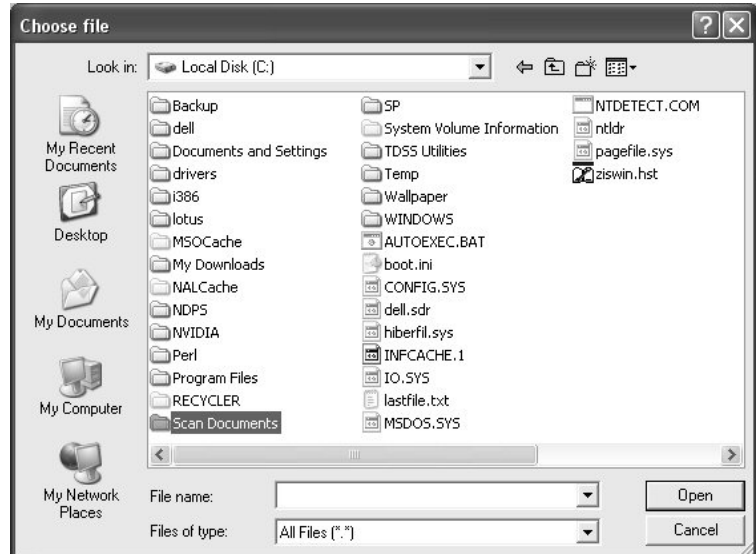 Choose file
Look in: Local Disk (C:)
My Recent Documents
Desktop
My Documents
My Computer
My Network Places
Backup
dell
Documents and Settings
drivers
i386
lotus
MSOCache
My Downloads
NALCache
NDPS
NVIDIA
Perl
Program Files
RECYCLER
Scan Documents
SP
System Volume Information
TDSS Utilities
Temp
Wallpaper
WINDOWS
AUTOEXEC.BAT
boot.ini
CONFIG.SYS
dell.sdr
hiberfil.sys
INFCACHE.1
IO.SYS
lastfile.txt
MSDOS.SYS
NTDETECT.COM
ntldr
pagefile.sys
ziswin.hst
File name:
Open
Files of type: All Files (*.*)
Cancel